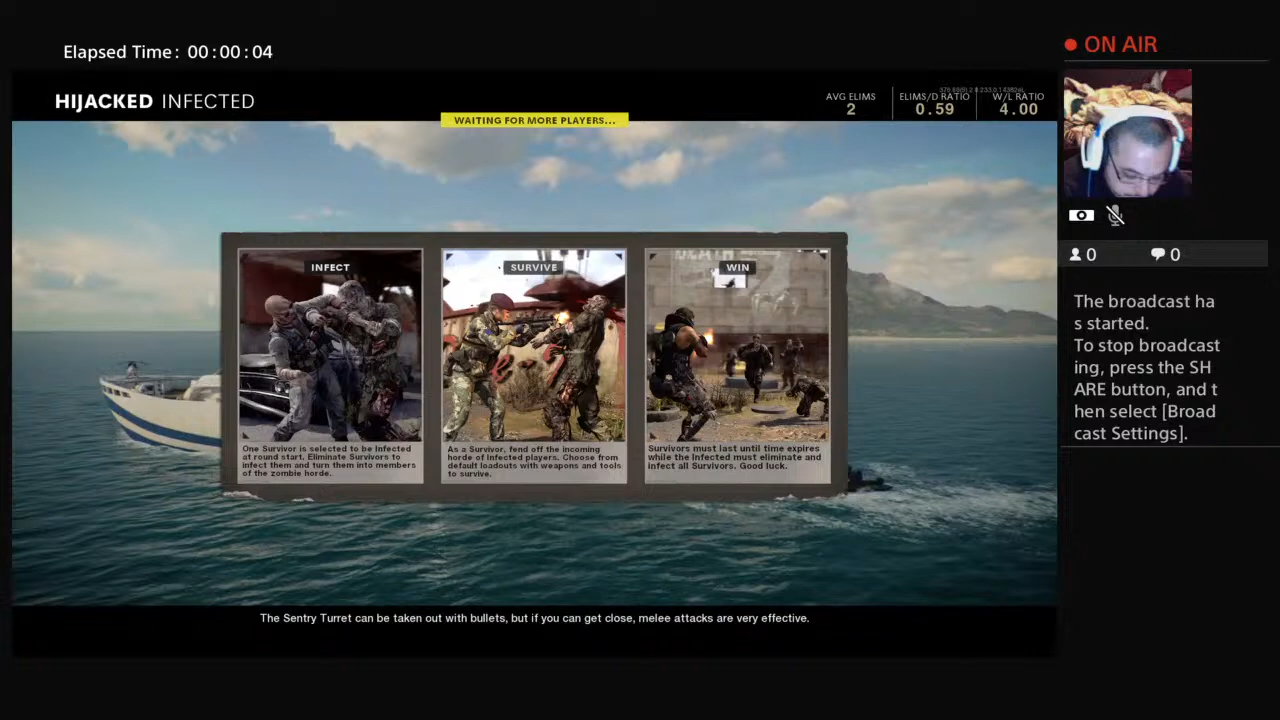 Elapsed Time: 00:00:04
ON AIR
HIJACKED INFECTED
AVG ELIMS
2
ELIMS/D RATIO
0.59
W/L RATIO
4.00
WAITING FOR MORE PLAYERS...
INFECT
One Survivor is selected to be Infected
at round start. Eliminate Survivors to
infect them and turn them into members
of the zombie horde.
SURVIVE
As a Survivor, fend off the incoming
horde of Infected players. Choose from
default loadouts with weapons and tools
to survive.
WIN
Survivors must last until time expires
while the Infected must eliminate and
infect all Survivors. Good luck.
The Sentry Turret can be taken out with bullets, but if you can get close, melee attacks are very effective.
0
0
The broadcast ha
s started.
To stop broadcast
ing, press the SH
ARE button, and t
hen select [Broad
cast Settings].